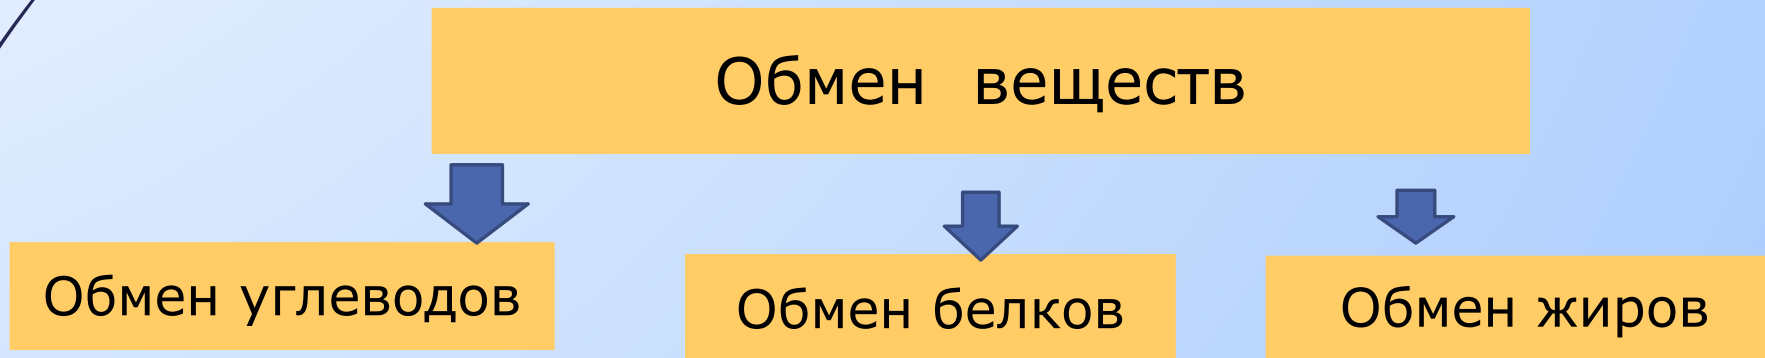 Обмен веществ
Обмен углеводов
Обмен белков
Обмен жиров